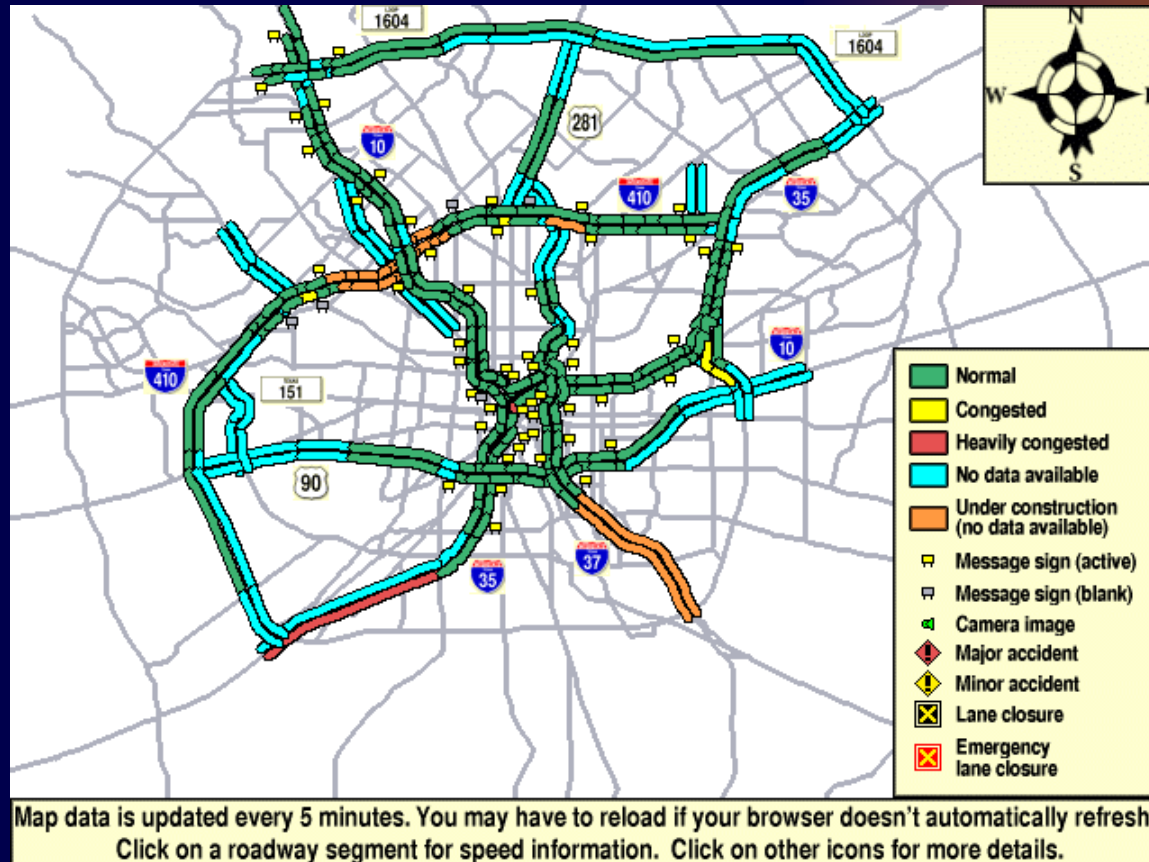 LOOP
1604
LOOP
1604
N
W
S
281
10
410
35
10
410
TEXAS
151
90
35
37
Normal
Congested
Heavily congested
No data available
Under construction
(no data available)
Message sign (active)
Message sign (blank)
Camera image
Major accident
Minor accident
Lane closure
Emergency
lane closure
Map data is updated every 5 minutes. You may have to reload if your browser doesn't automatically refresh
Click on a roadway segment for speed information. Click on other icons for more details.